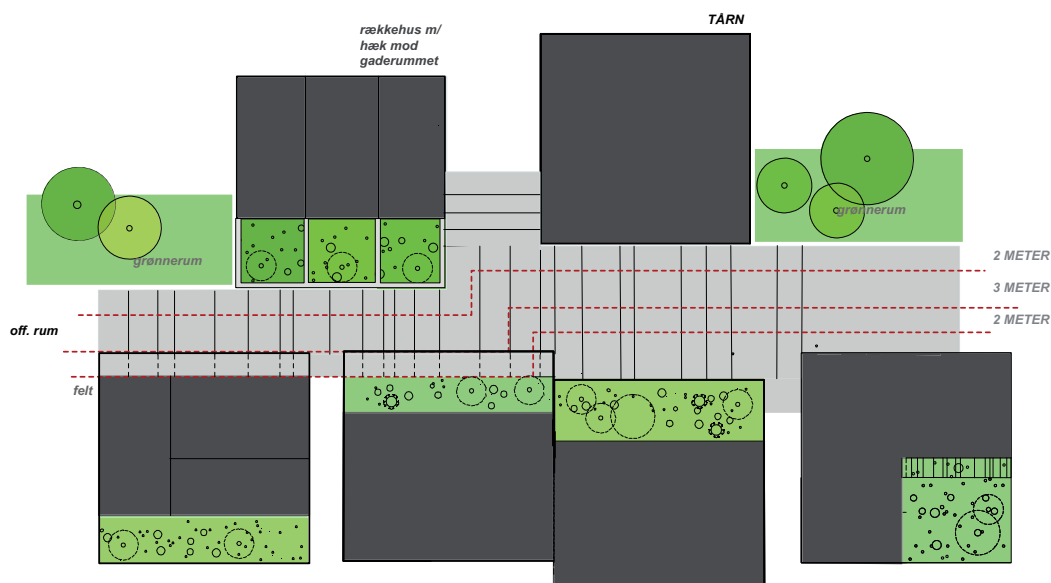 TÅRN
rækkehus m/
hæk mod
gaderummet
grønnerum
grønnerum
2 METER
3 METER
2 METER
off. rum
felt